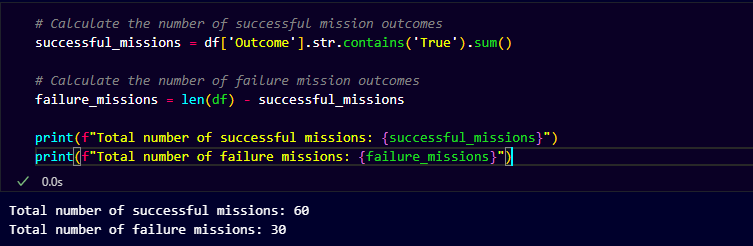 # Calculate the number of successful mission outcomes
successful_missions = df['Outcome'].str.contains('True').sum()
# Calculate the number of failure mission outcomes
failure_missions = len(df) - successful_missions
print(f"Total number of successful missions: {successful_missions}")
print(f"Total number of failure missions: {failure_missions}")
0.0s
Total number of successful missions: 60
Total number of failure missions: 30